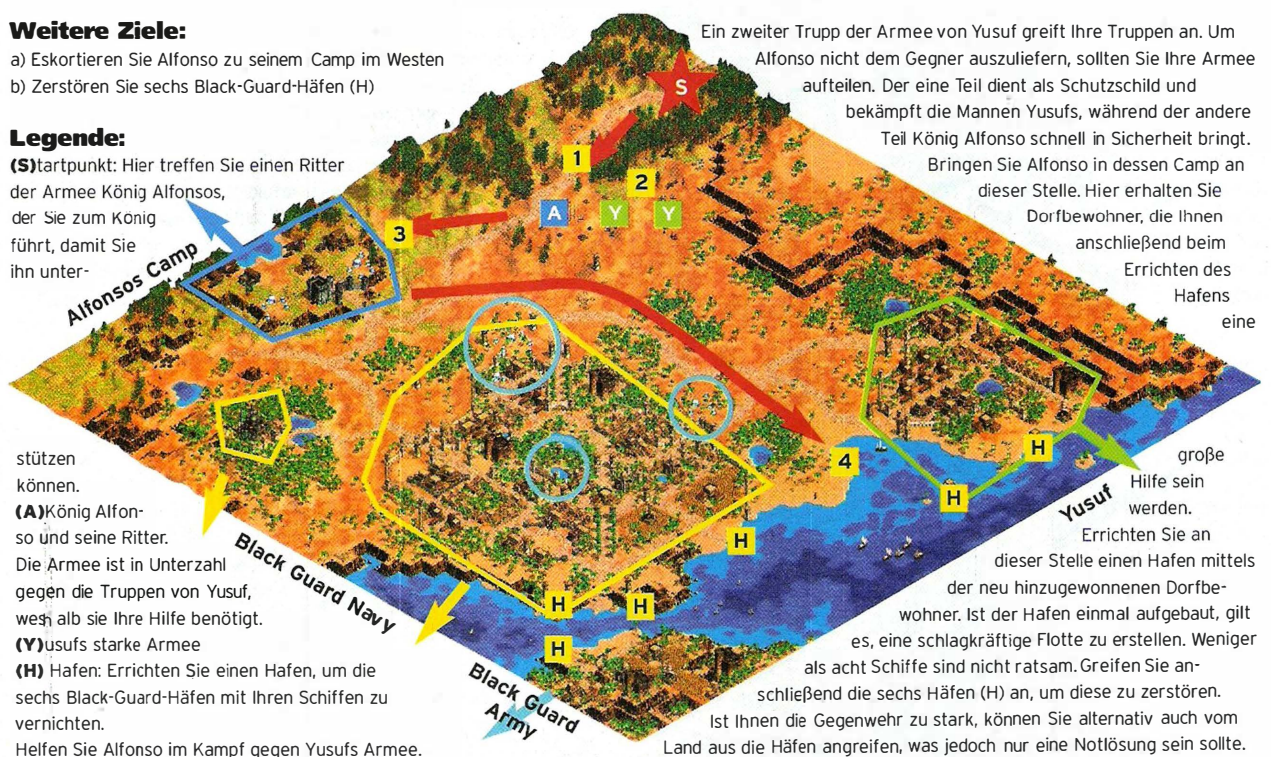 Weitere Ziele:
a) Eskortieren Sie Alfonso zu seinem Camp im Westen
b) Zerstören Sie sechs Black-Guard-Häfen (H)
Legende:
(S)tartpunkt: Hier treffen Sie einen Ritter
der Armee König Alfonsos,
der Sie zum König
führt, damit Sie
ihn unter-
stützen
können.
(A)König Alfon-
so und seine Ritter.
Die Armee ist in Unterzahl
gegen die Truppen von Yusuf,
weshalb sie Ihre Hilfe benötigt.
(Y)usufs starke Armee
(H) Hafen: Errichten Sie einen Hafen, um die
sechs Black-Guard-Häfen mit Ihren Schiffen zu
vernichten.
Helfen Sie Alfonso im Kampf gegen Yusufs Armee.
Ein zweiter Trupp der Armee von Yusuf greift Ihre Truppen an. Um
Alfonso nicht dem Gegner auszuliefern, sollten Sie Ihre Armee
aufteilen. Der eine Teil dient als Schutzschild und
bekämpft die Mannen Yusufs, während der andere
Teil König Alfonso schnell in Sicherheit bringt.
Bringen Sie Alfonso in dessen Camp an
dieser Stelle. Hier erhalten Sie
Dorfbewohner, die Ihnen
anschließend beim
Errichten des
Hafens
eine
große
Hilfe sein
werden.
Errichten Sie an
dieser Stelle einen Hafen mittels
der neu hinzugewonnenen Dorfbe-
wohner. Ist der Hafen einmal aufgebaut, gilt
es, eine schlagkräftige Flotte zu erstellen. Weniger
als acht Schiffe sind nicht ratsam. Greifen Sie an-
schließend die sechs Häfen (H) an, um diese zu zerstören.
Ist Ihnen die Gegenwehr zu stark, können Sie alternativ auch vom
Land aus die Häfen angreifen, was jedoch nur eine Notlösung sein sollte.
S
1
2
A
Y
Y
3
Alfonsos Camp
4
H
H
Yusuf
H
H
H
H
Black Guard Navy
Black Guard
Army